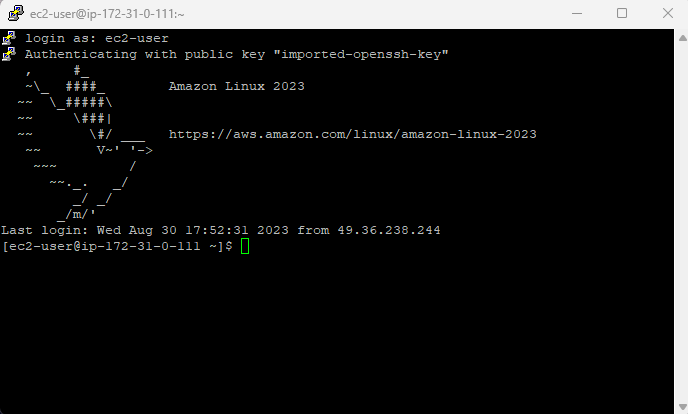 ec2-user@ip-172-31-0-111:~
login as: ec2-user
Authenticating with public key "imported-openssh-key"
   ,     #_
   ~\_  ####_        Amazon Linux 2023
  ~~  \_#####\
  ~~     \###|
  ~~       \#/ ___   https://aws.amazon.com/linux/amazon-linux-2023
   ~~       V~' '->
    ~~~         /
      ~~._.   _/
         _/ _/
       _/m/'
Last login: Wed Aug 30 17:52:31 2023 from 49.36.238.244
[ec2-user@ip-172-31-0-111 ~]$